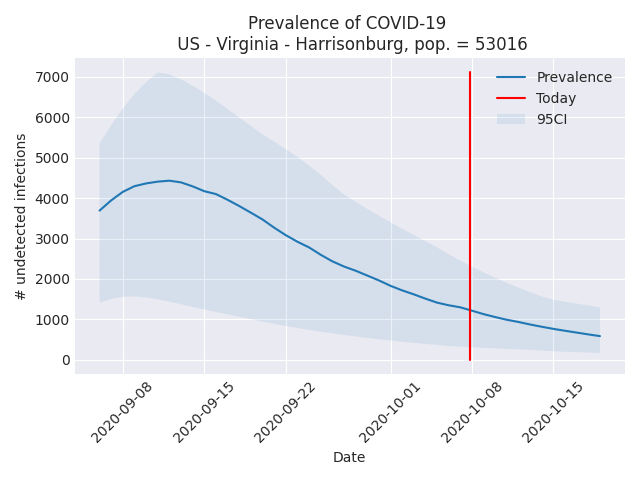 Prevalence of COVID-19
US - Virginia - Harrisonburg, pop. = 53016
Prevalence
Today
95CI
# undetected infections
7000
6000
5000
4000
3000
2000
1000
0
2020-09-08
2020-09-15
2020-09-22
2020-10-01
2020-10-08
2020-10-15
Date